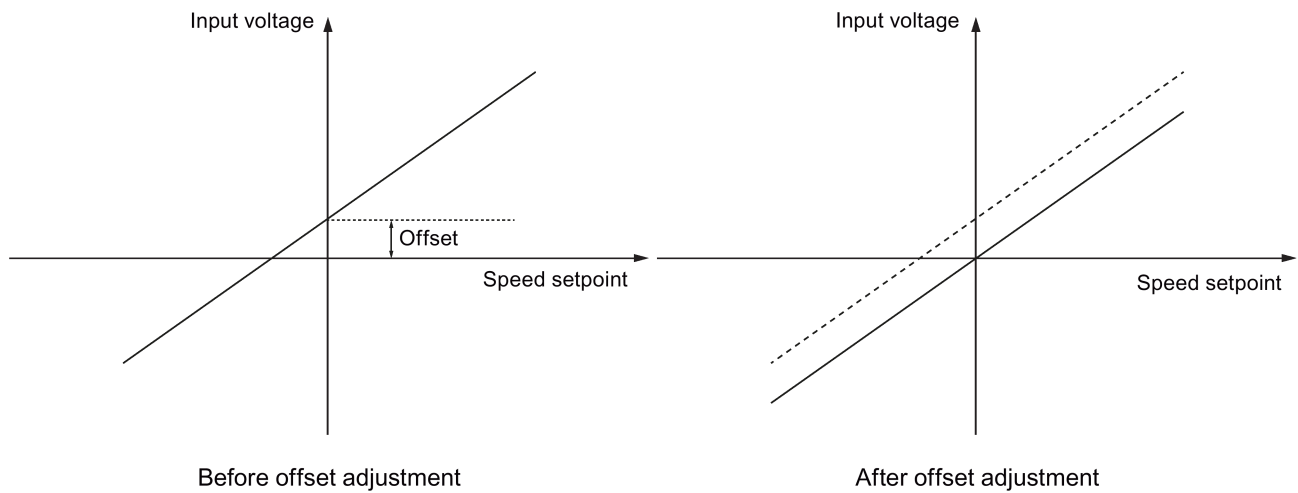 Input voltage
Offset
Speed setpoint
Before offset adjustment
Input voltage
Speed setpoint
After offset adjustment